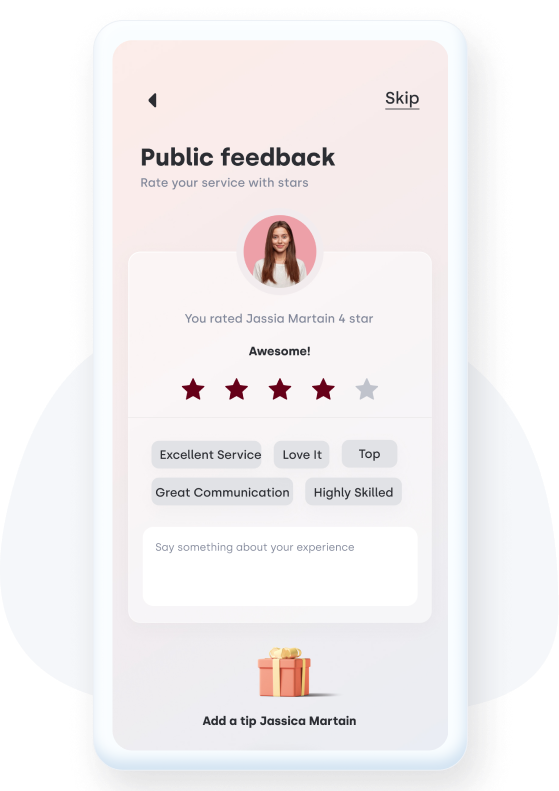 Skip
Public feedback
Rate your service with stars
You rated Jassia Martain 4 star
Awesome!
Excellent Service Love It Top
Great Communication Highly Skilled
Say something about your experience
Add a tip Jassica Martain